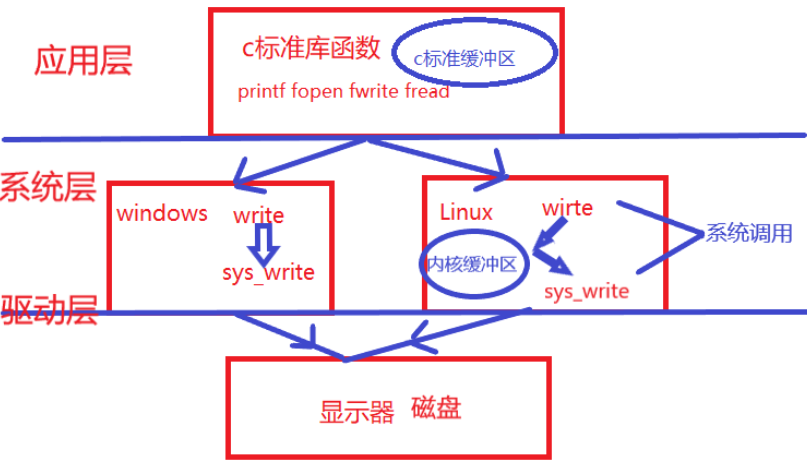 应用层
c标准库函数
c标准缓冲区
printf fopen fwrite fread
系统层
windows write
sys_write
Linux wirte
内核缓冲区
sys_write
系统调用
驱动层
显示器 磁盘